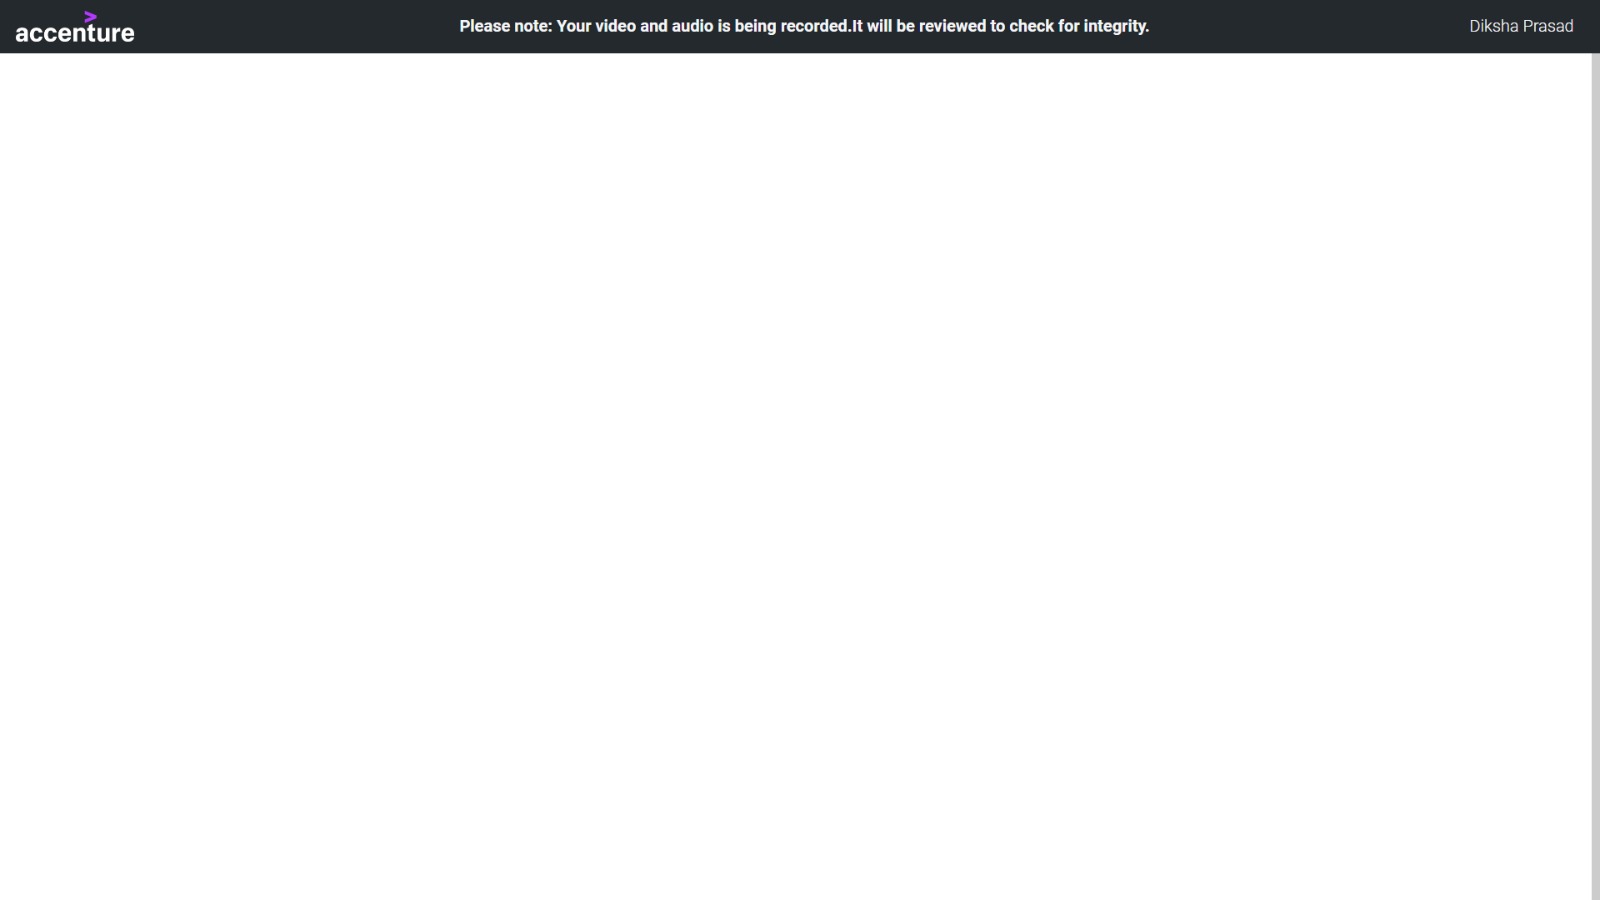 accenture
Please note: Your video and audio is being recorded.It will be reviewed to check for integrity.
Diksha Prasad